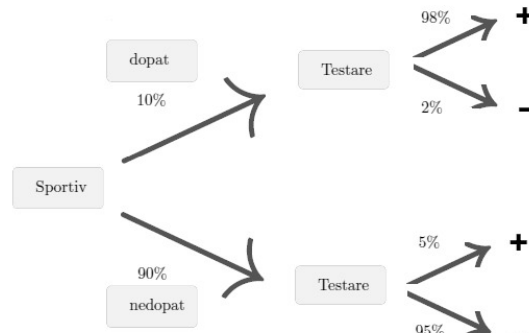 98%
+
dopat
Testare
10%
2%
-
Sportiv
5%
+
90%
Testare
nedopat
95%